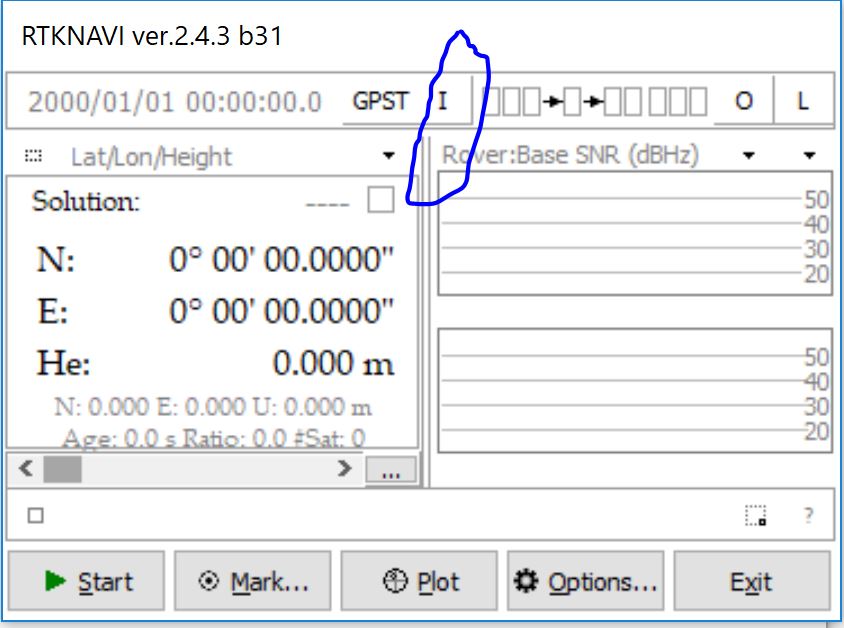 RTKNAVI ver.2.4.3 b31
2000/01/01 00:00:00.0 GPST I O L
Lat/Lon/Height
Rover:Base SNR (dBHz)
Solution: ----
N: 0° 00' 00.0000"
E: 0° 00' 00.0000"
He: 0.000 m
N: 0.000 E: 0.000 U: 0.000 m
Age: 0.0 s Ratio: 0.0 #Sat: 0
50
40
30
20
50
40
30
20
...
?
Start Mark... Plot Options... Exit